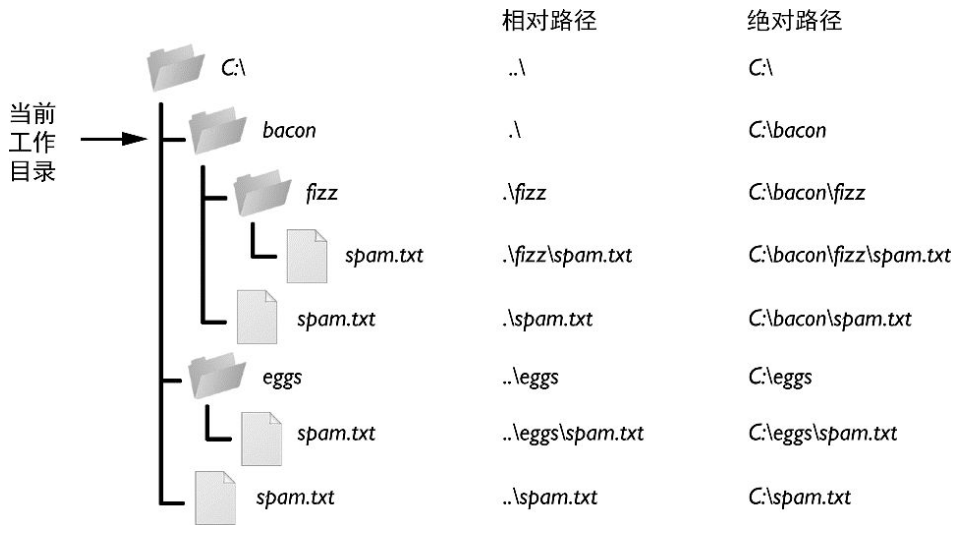 相对路径 绝对路径
C:\ ..\ C:\
当前
工作
目录
bacon .\ C:\bacon
fizz .\fizz C:\bacon\fizz
spam.txt .\fizz\spam.txt C:\bacon\fizz\spam.txt
spam.txt .\spam.txt C:\bacon\spam.txt
eggs ..\eggs C:\eggs
spam.txt ..\eggs\spam.txt C:\eggs\spam.txt
spam.txt ..\spam.txt C:\spam.txt